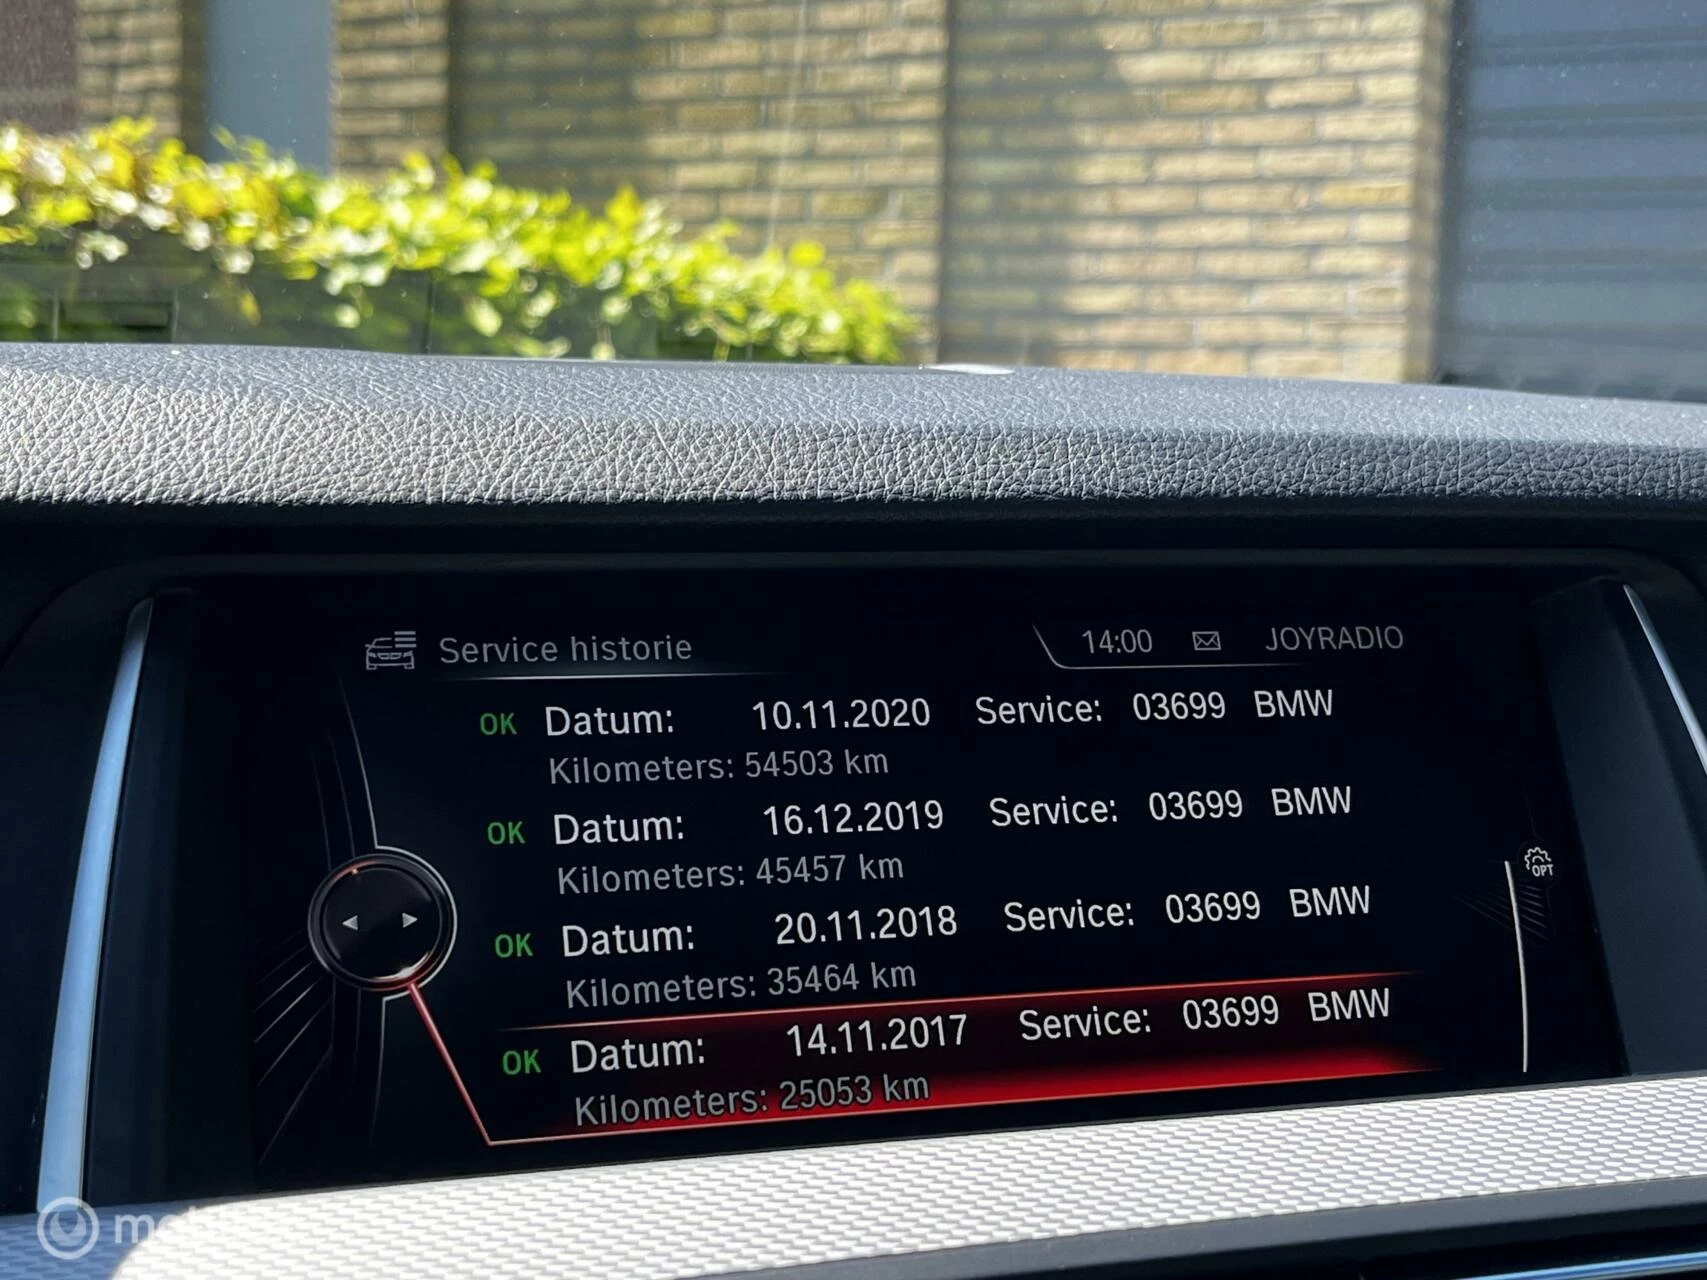 Service historie
14:00 JOYRADIO
OK Datum: 10.11.2020 Service: 03699 BMW
Kilometers: 54503 km
OK Datum: 16.12.2019 Service: 03699 BMW
Kilometers: 45457 km
OK Datum: 20.11.2018 Service: 03699 BMW
Kilometers: 35464 km
OPT
OK Datum: 14.11.2017 Service: 03699 BMW
Kilometers: 25053 km